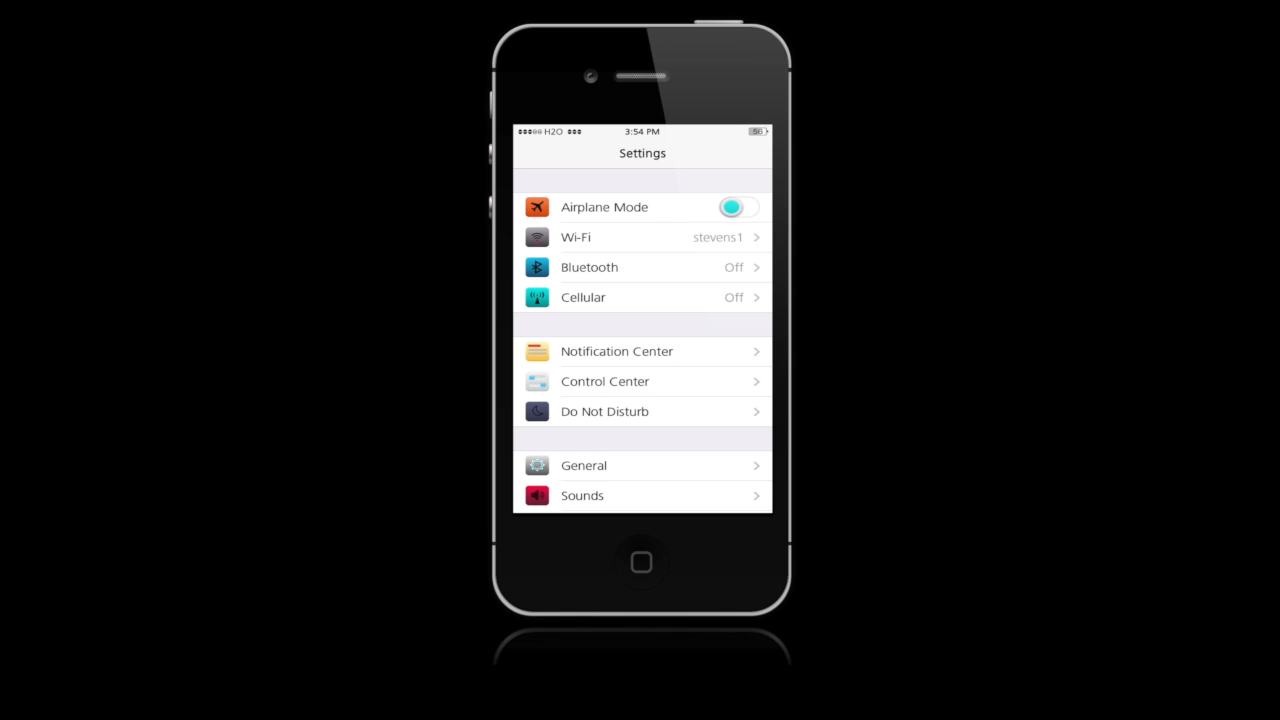 H2O 3:54 PM 56
Settings
Airplane Mode
Wi-Fi stevens1
Bluetooth Off
Cellular Off
Notification Center
Control Center
Do Not Disturb
General
Sounds